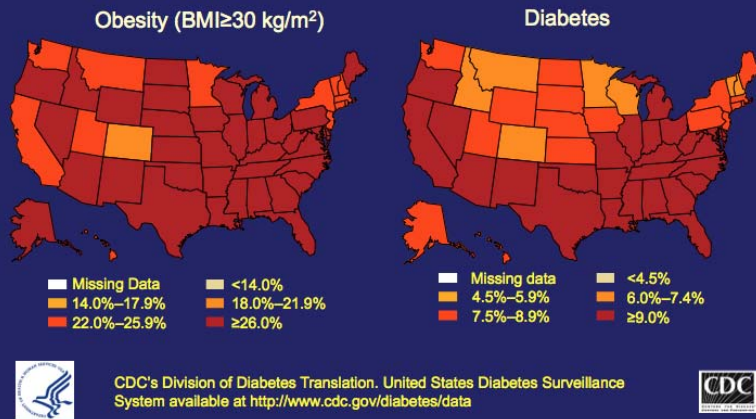 Obesity (BMI≥30 kg/m²)
Diabetes
Missing Data
<14.0%
14.0%–17.9%
18.0%–21.9%
22.0%–25.9%
≥26.0%
Missing data
<4.5%
4.5%–5.9%
6.0%–7.4%
7.5%–8.9%
≥9.0%
CDC's Division of Diabetes Translation. United States Diabetes Surveillance
System available at http://www.cdc.gov/diabetes/data
CDC